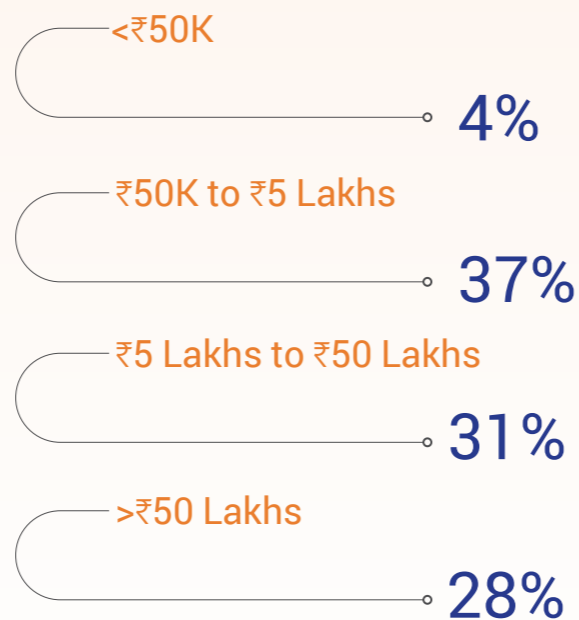 <₹50K
4%
₹50K to ₹5 Lakhs
37%
₹5 Lakhs to ₹50 Lakhs
31%
>₹50 Lakhs
28%